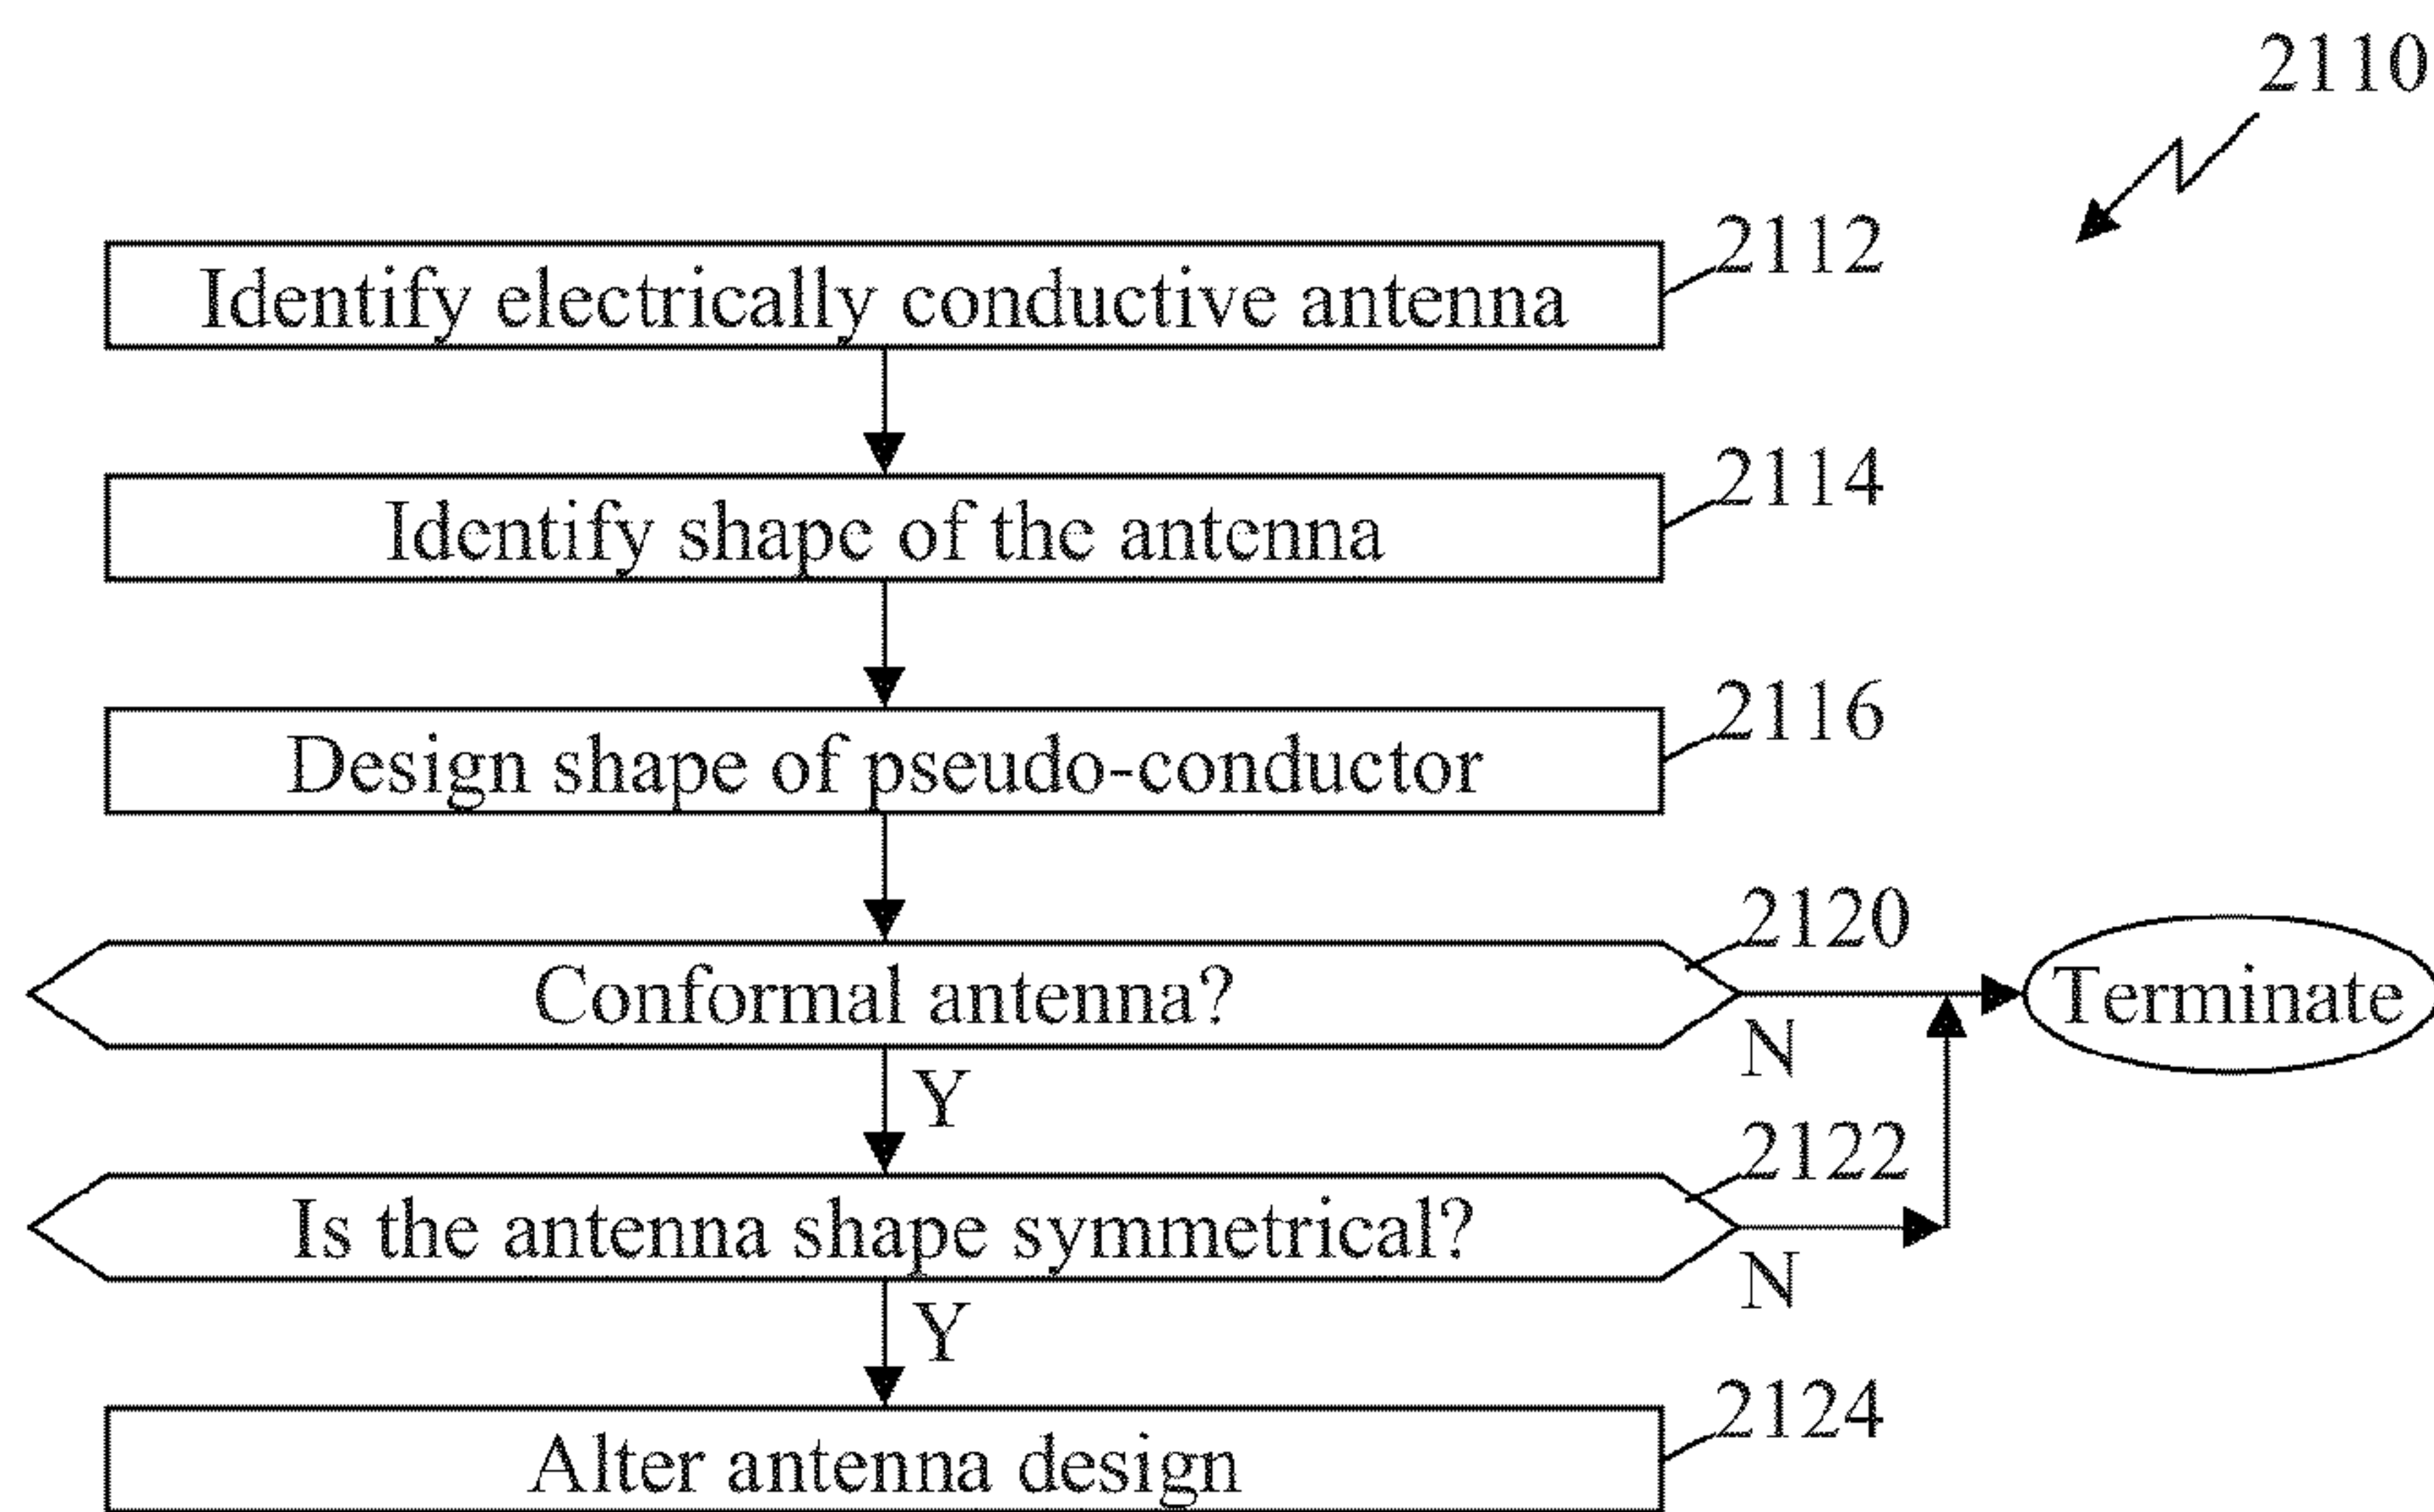 2110
Identify electrically conductive antenna
2112
Identify shape of the antenna
2114
Design shape of pseudo-conductor
2116
Conformal antenna?
2120
N
Terminate
Y
Is the antenna shape symmetrical?
2122
N
Y
Alter antenna design
2124